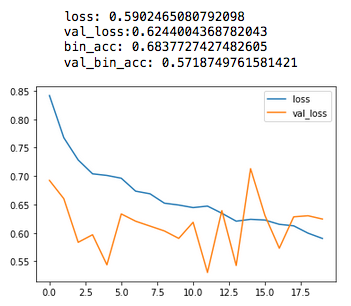 loss: 0.5902465080792098
val_loss:0.6244004368782043
bin_acc: 0.6837727427482605
val_bin_acc: 0.5718749761581421
0.85
loss
val_loss
0.80
0.75
0.70
0.65
0.60
0.55
0.0 2.5 5.0 7.5 10.0 12.5 15.0 17.5